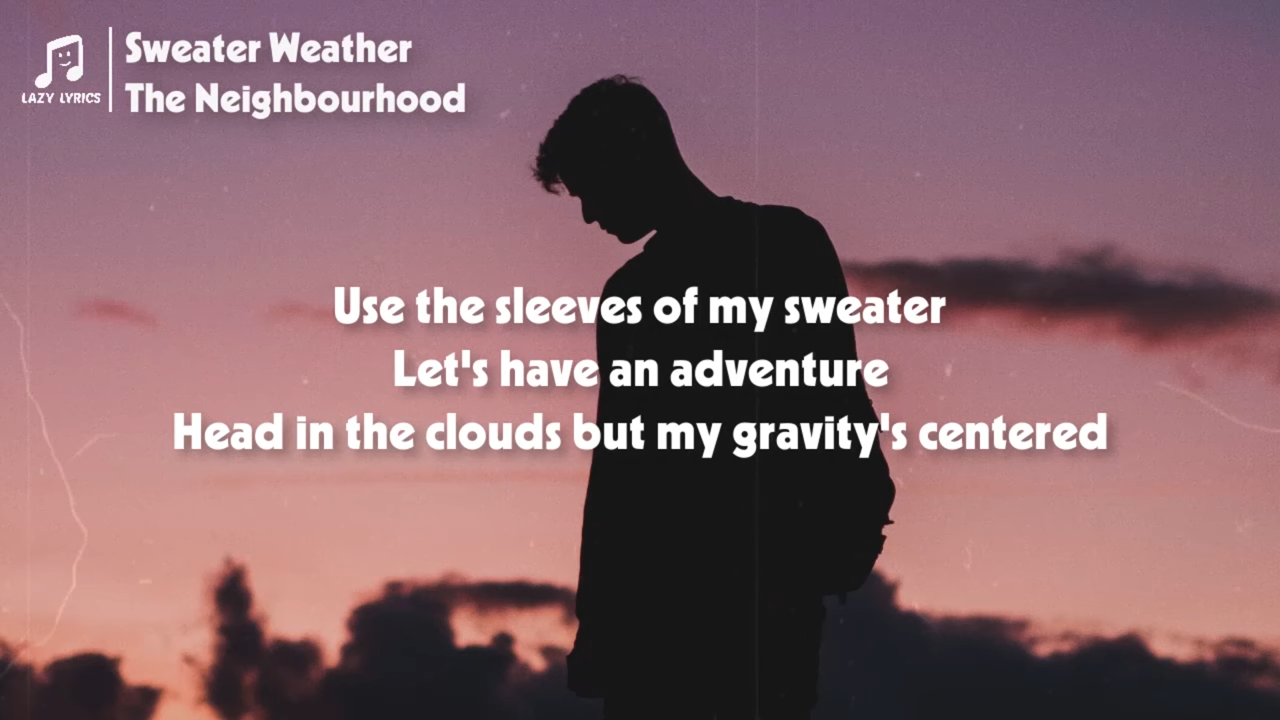 LAZY LYRICS
Sweater Weather
The Neighbourhood
Use the sleeves of my sweater
Let's have an adventure
Head in the clouds but my gravity's centered